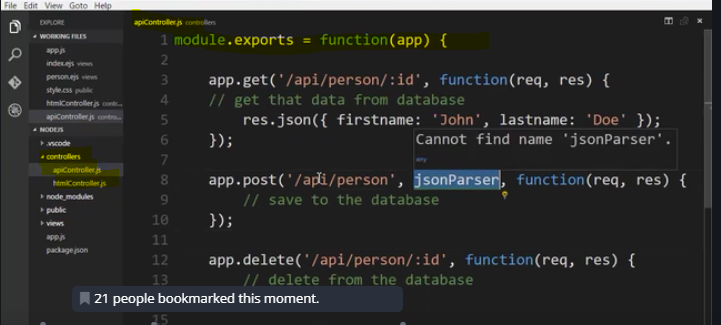 File Edit View Goto Help
EXPLORE
WORKING FILES
app.js
index.ejs views
person.ejs views
style.css public
htmlController.js contr...
apiController.js contro...
NODEJS
.vscode
controllers
apiController.js
htmlController.js
node_modules
public
views
app.js
package.json
apiController.js controllers
1 module.exports = function(app) {
2
3 app.get('/api/person/:id', function(req, res) {
4 // get that data from database
5 res.json({ firstname: 'John', lastname: 'Doe' });
6 });
Cannot find name 'jsonParser'.
any
7
8 app.post('/api/person', jsonParser, function(req, res) {
9 // save to the database
10 });
11
12 app.delete('/api/person/:id', function(req, res) {
13 // delete from the database
21 people bookmarked this moment.
15